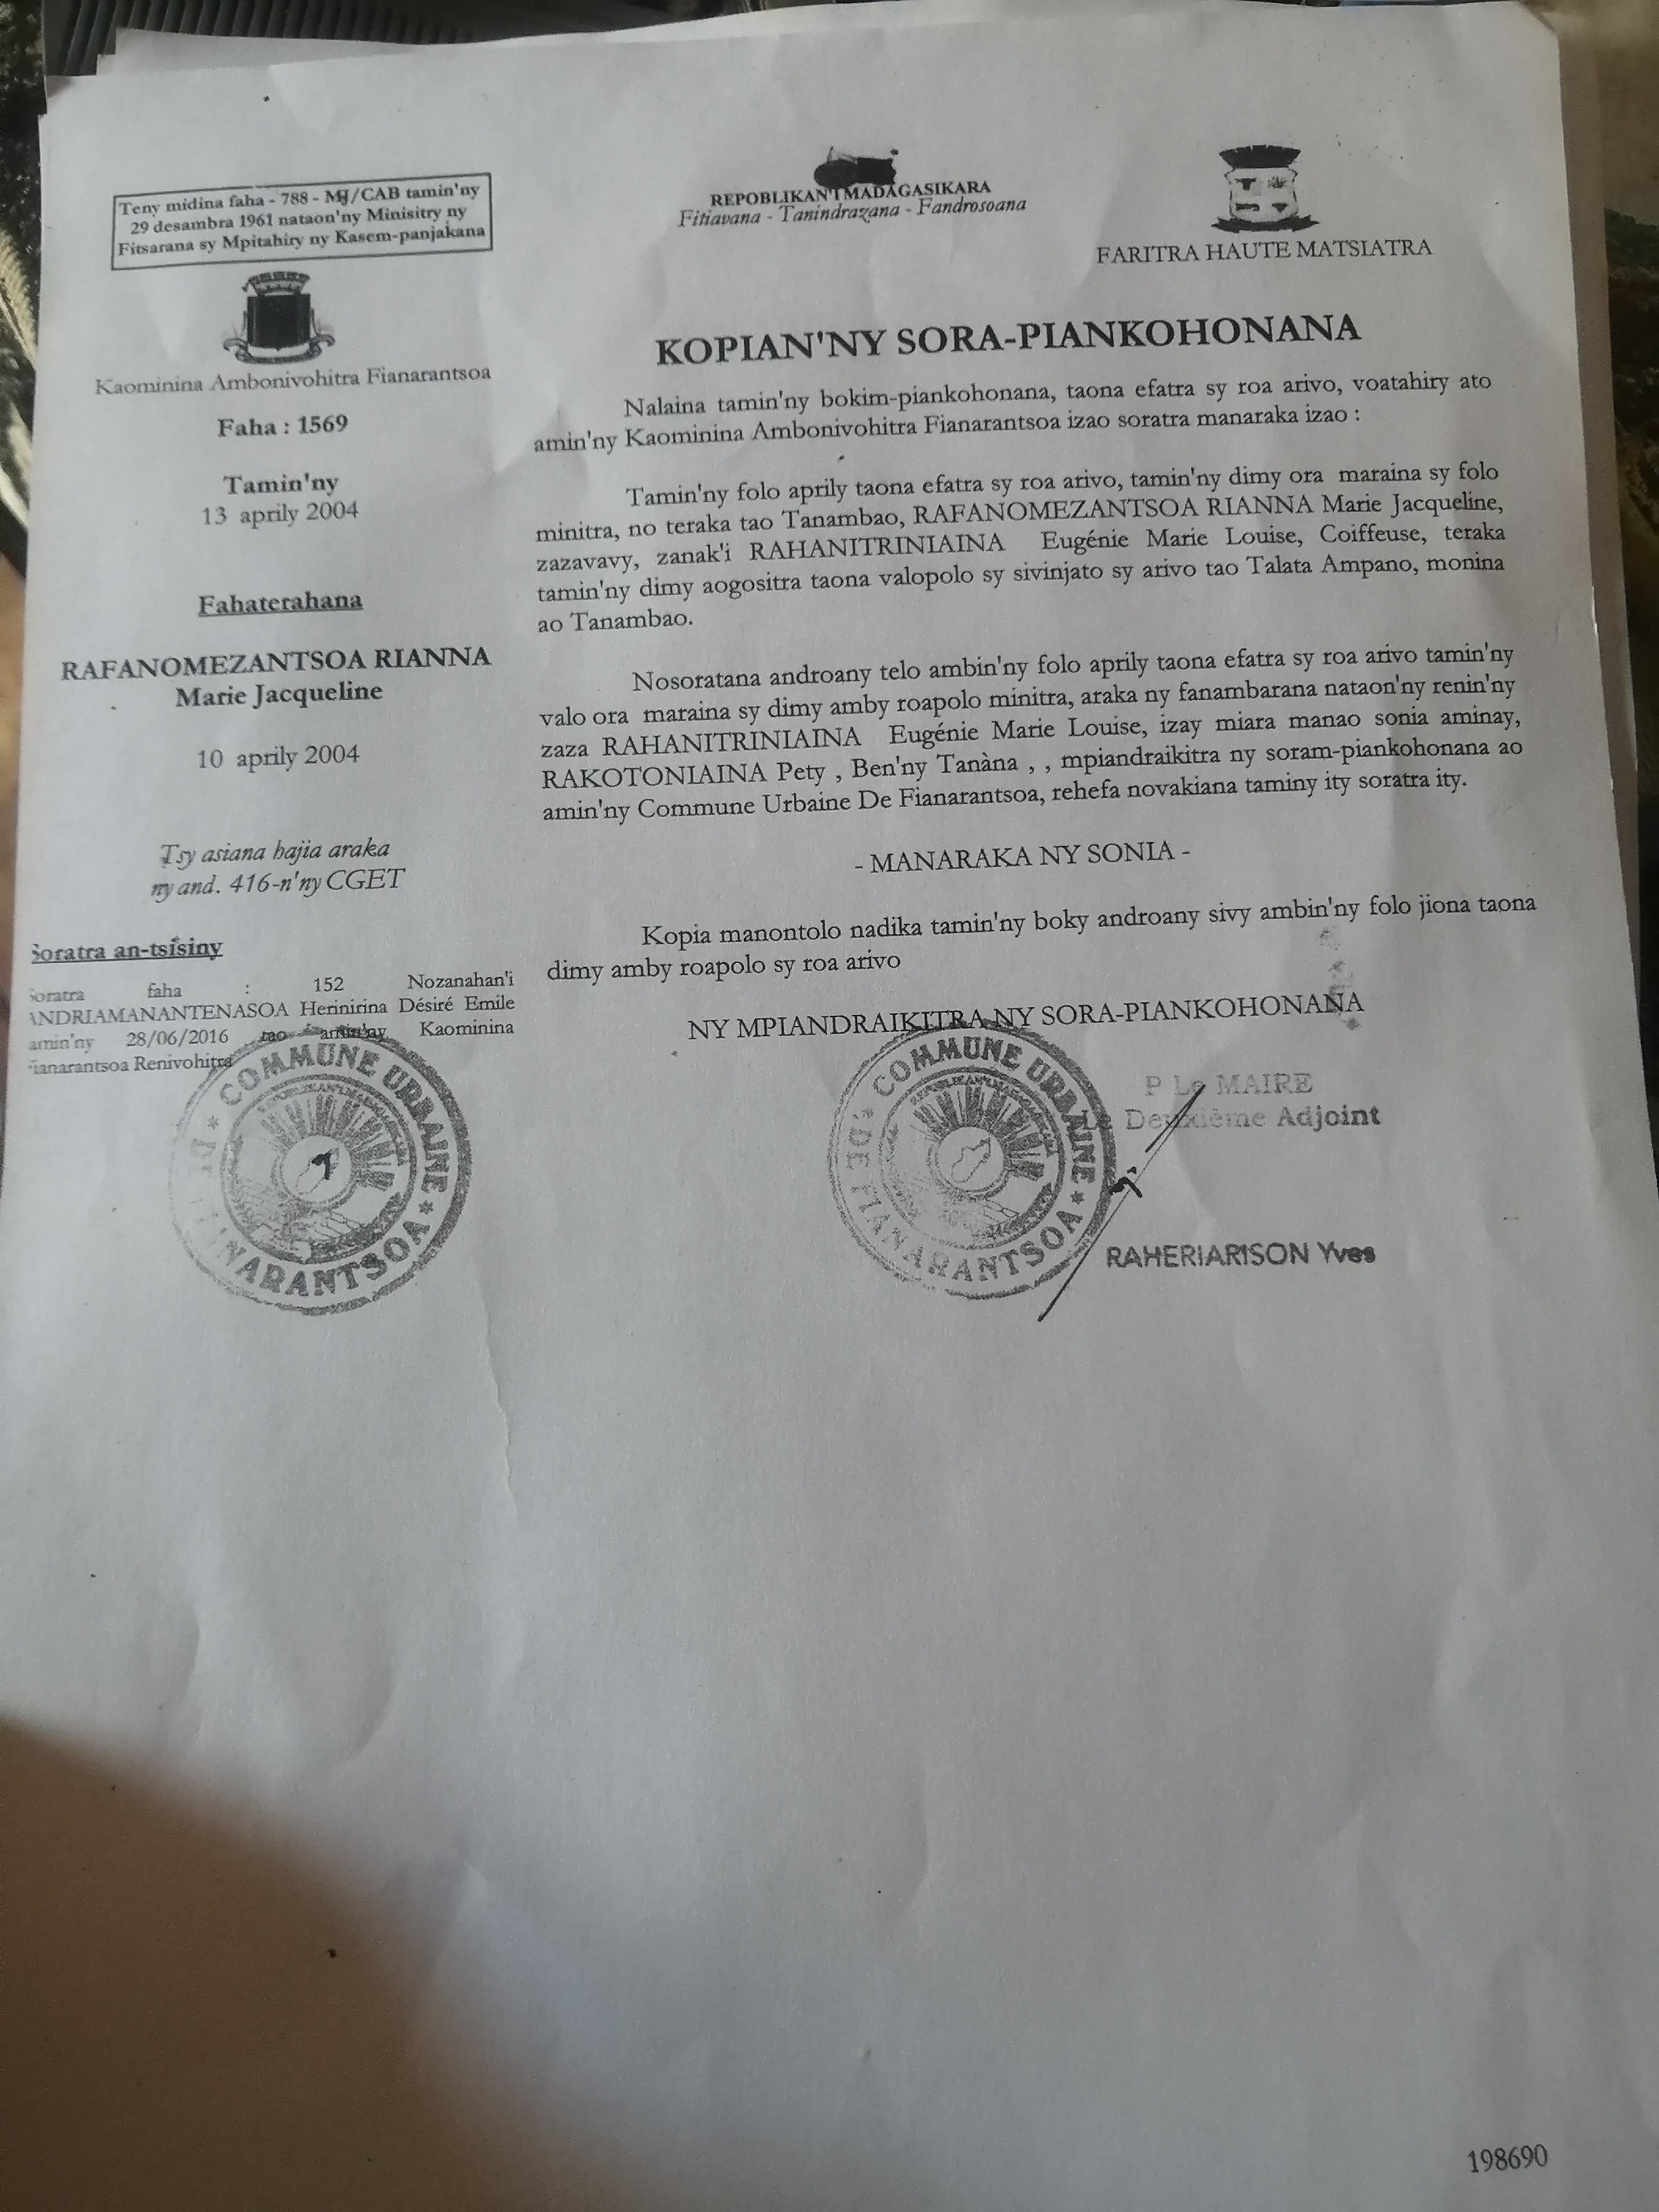 Teny midina faha - 788 - MJ/CAB tamin'ny
29 desambra 1961 nataon'ny Minisitry ny
Fitsarana sy Mpitahiry ny Kasem-panjakana
Kaominina Ambonivohitra Fianarantsoa
Faha : 1569
Tamin'ny
13 aprily 2004
Fahaterahana
RAFANOMEZANTSOA RIANNA
Marie Jacqueline
10 aprily 2004
Tsy asiana hajia araka
ny and. 416-n'ny CGET
Soratra an-tsisiny
Soratra faha : 152 Nozanahan'i
ANDRIAMANANTENASOA Herinirina Désiré Emile
tamin'ny 28/06/2016 tao amin'ny Kaominina
Fianarantsoa Renivohitra
COMMUNE URBAINE
FIANARANTSOA
REPOBLIKAN'I MADAGASIKARA
Fitiavana - Tanindrazana - Fandrosoana
FARITRA HAUTE MATSIATRA
KOPIAN'NY SORA-PIANKOHONANA
Nalaina tamin'ny bokim-piankohonana, taona efatra sy roa arivo, voatahiry ato
amin'ny Kaominina Ambonivohitra Fianarantsoa izao soratra manaraka izao :
Tamin'ny folo aprily taona efatra sy roa arivo, tamin'ny dimy ora maraina sy folo
minitra, no teraka tao Tanambao, RAFANOMEZANTSOA RIANNA Marie Jacqueline,
zazavavy, zanak'i RAHANITRINIAINA Eugénie Marie Louise, Coiffeuse, teraka
tamin'ny dimy aogositra taona valopolo sy sivinjato sy arivo tao Talata Ampano, monina
ao Tanambao.
Nosoratana androany telo ambin'ny folo aprily taona efatra sy roa arivo tamin'ny
valo ora maraina sy dimy amby roapolo minitra, araka ny fanambarana nataon'ny renin'ny
zaza RAHANITRINIAINA Eugénie Marie Louise, izay miara manao sonia aminay,
RAKOTONIAINA Pety , Ben'ny Tanàna , , mpiandraikitra ny soram-piankohonana ao
amin'ny Commune Urbaine De Fianarantsoa, rehefa novakiana taminy ity soratra ity.
- MANARAKA NY SONIA -
Kopia manontolo nadika tamin'ny boky androany sivy ambin'ny folo jiona taona
dimy amby roapolo sy roa arivo
NY MPIANDRAIKITRA NY SORA-PIANKOHONANA
COMMUNE URBAINE
DE FIANARANTSOA
P Le MAIRE
Le Deuxième Adjoint
RAHERIARISON Yves
198690